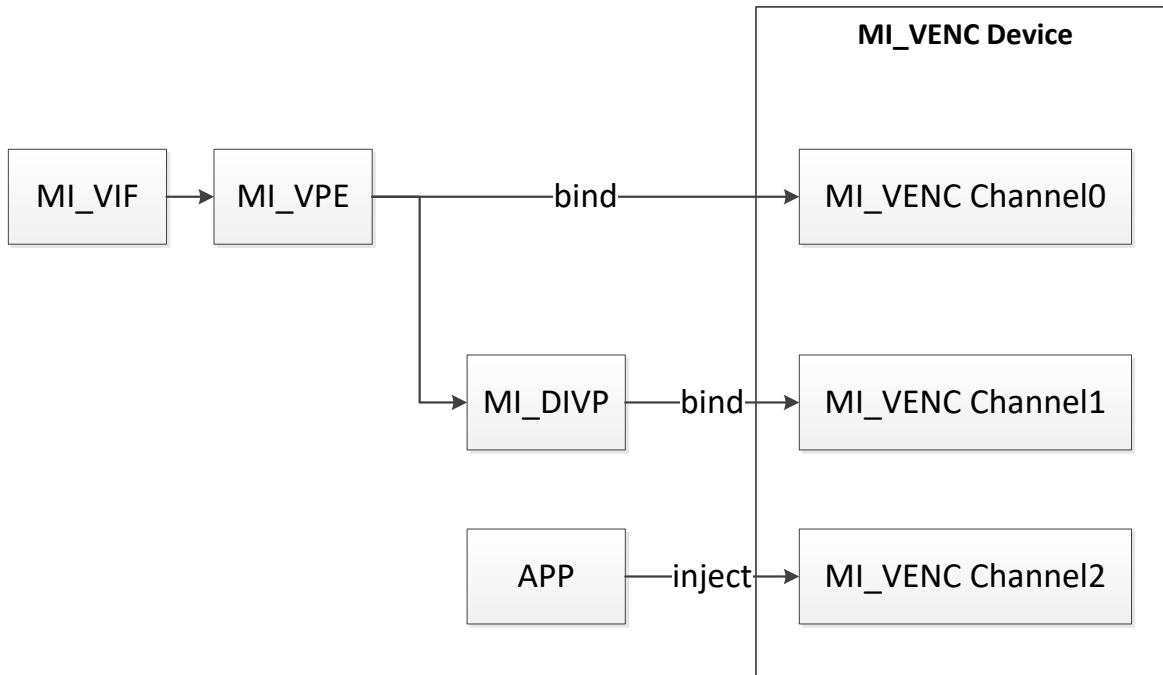 MI_VENC Device
MI_VIF
MI_VPE
bind
MI_VENC Channel0
MI_DIVP
bind
MI_VENC Channel1
APP
inject
MI_VENC Channel2